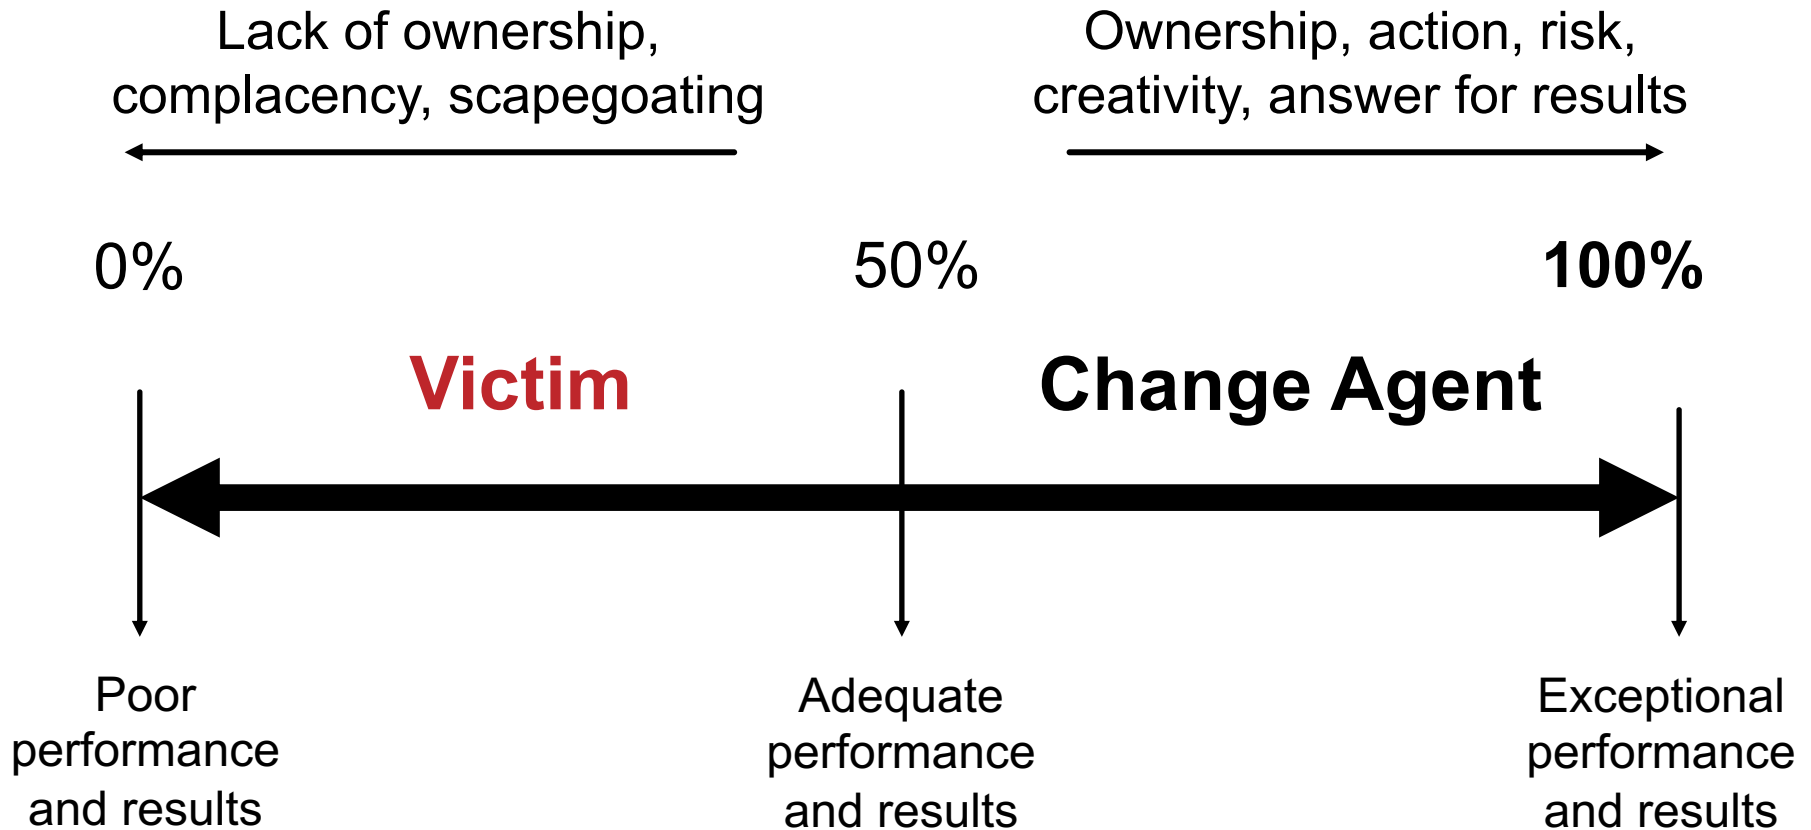 Lack of ownership,
complacency, scapegoating
Ownership, action, risk,
creativity, answer for results
0%
50%
100%
Victim
Change Agent
Poor
performance
and results
Adequate
performance
and results
Exceptional
performance
and results